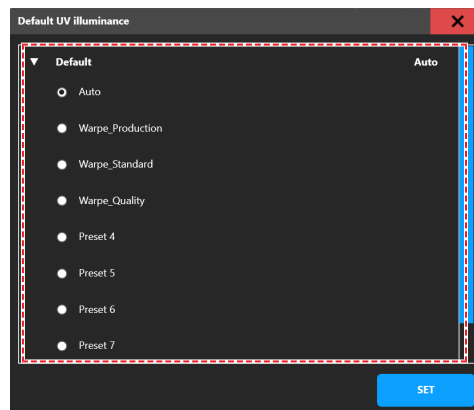 Default UV illuminance
Default Auto
Auto
Warpe_Production
Warpe_Standard
Warpe_Quality
Preset 4
Preset 5
Preset 6
Preset 7
SET